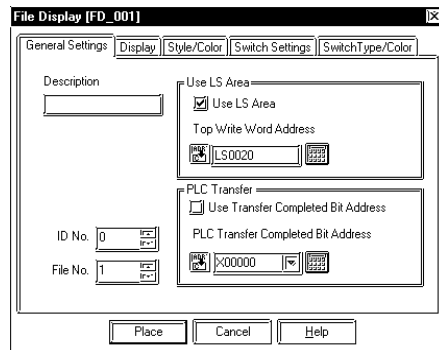 File Display [FD_001]
General Settings Display Style/Color Switch Settings SwitchType/Color
Description
Use LS Area
Use LS Area
Top Write Word Address
LS0020
PLC Transfer
Use Transfer Completed Bit Address
PLC Transfer Completed Bit Address
X00000
ID No. 0
File No. 1
Place Cancel Help